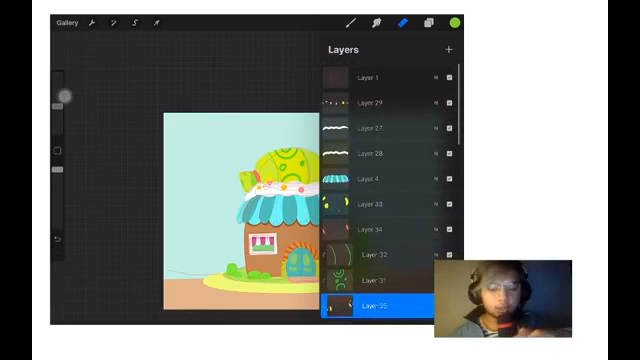 Gallery
Layers
Layer 1
N
Layer 29
N
Layer 27
N
Layer 28
N
Layer 4
N
Layer 33
N
Layer 34
N
Layer 32
N
Layer 31
Layer 35